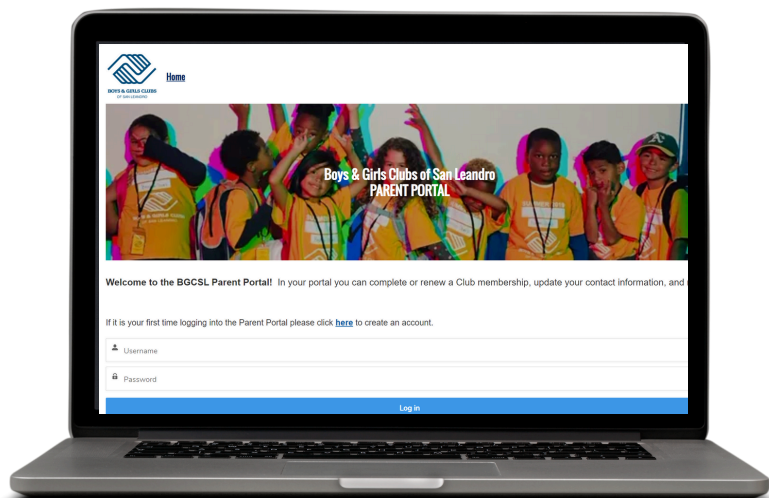 BOYS & GIRLS CLUBS
OF SAN LEANDRO
Home
Boys & Girls Clubs of San Leandro
PARENT PORTAL
Welcome to the BGCSL Parent Portal! In your portal you can complete or renew a Club membership, update your contact information, and
If it is your first time logging into the Parent Portal please click here to create an account.
Username
Password
Log in